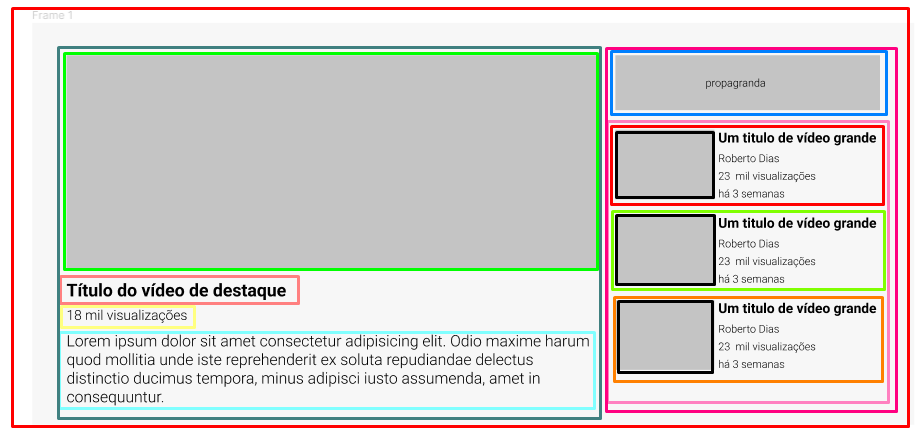 Frame 1
Título do vídeo de destaque
18 mil visualizações
Lorem ipsum dolor sit amet consectetur adipisicing elit. Odio maxime harum
quod mollitia unde iste reprehenderit ex soluta repudiandae delectus
distinctio ducimus tempora, minus adipisci iusto assumenda, amet in
consequuntur.
propagranda
Um titulo de vídeo grande
Roberto Dias
23 mil visualizações
há 3 semanas
Um titulo de vídeo grande
Roberto Dias
23 mil visualizações
há 3 semanas
Um titulo de vídeo grande
Roberto Dias
23 mil visualizações
há 3 semanas